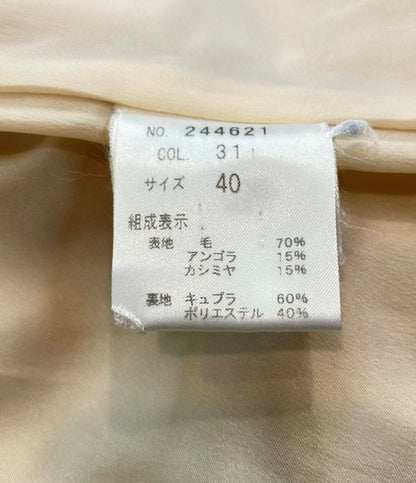 NO. 244621
COL. 31
サイズ 40
組成表示
表地 毛 70%
アンゴラ 15%
カシミヤ 15%
裏地 キュプラ 60%
ポリエステル 40%